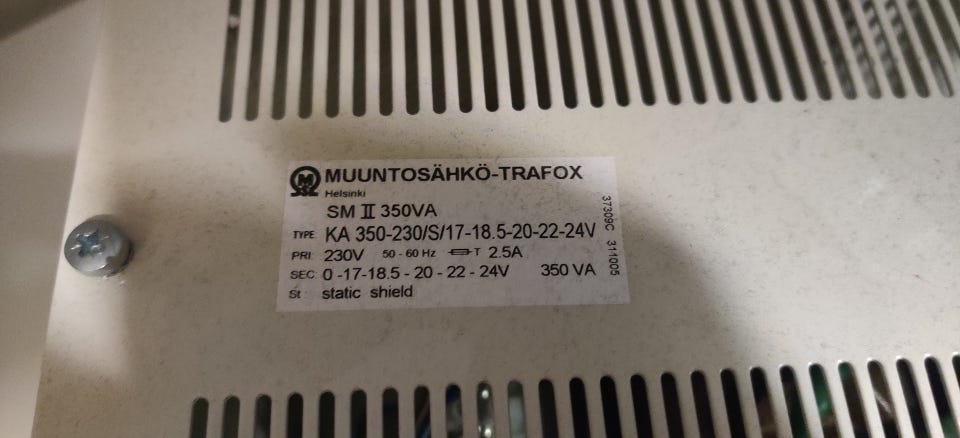 M
MUUNTOSÄHKÖ-TRAFOX
Helsinki
SM II 350VA
TYPE: KA 350-230/S/17-18.5-20-22-24V
PRI: 230V 50 - 60 Hz T 2.5A
SEC: 0 -17-18.5 - 20 - 22 - 24V 350 VA
St : static shield
37309C 311005